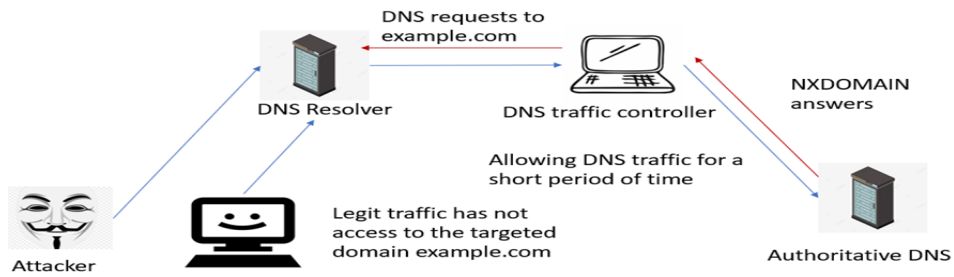 DNS requests to
example.com
DNS Resolver
DNS traffic controller
NXDOMAIN
answers
Allowing DNS traffic for a
short period of time
Legit traffic has not
access to the targeted
domain example.com
Attacker
Authoritative DNS